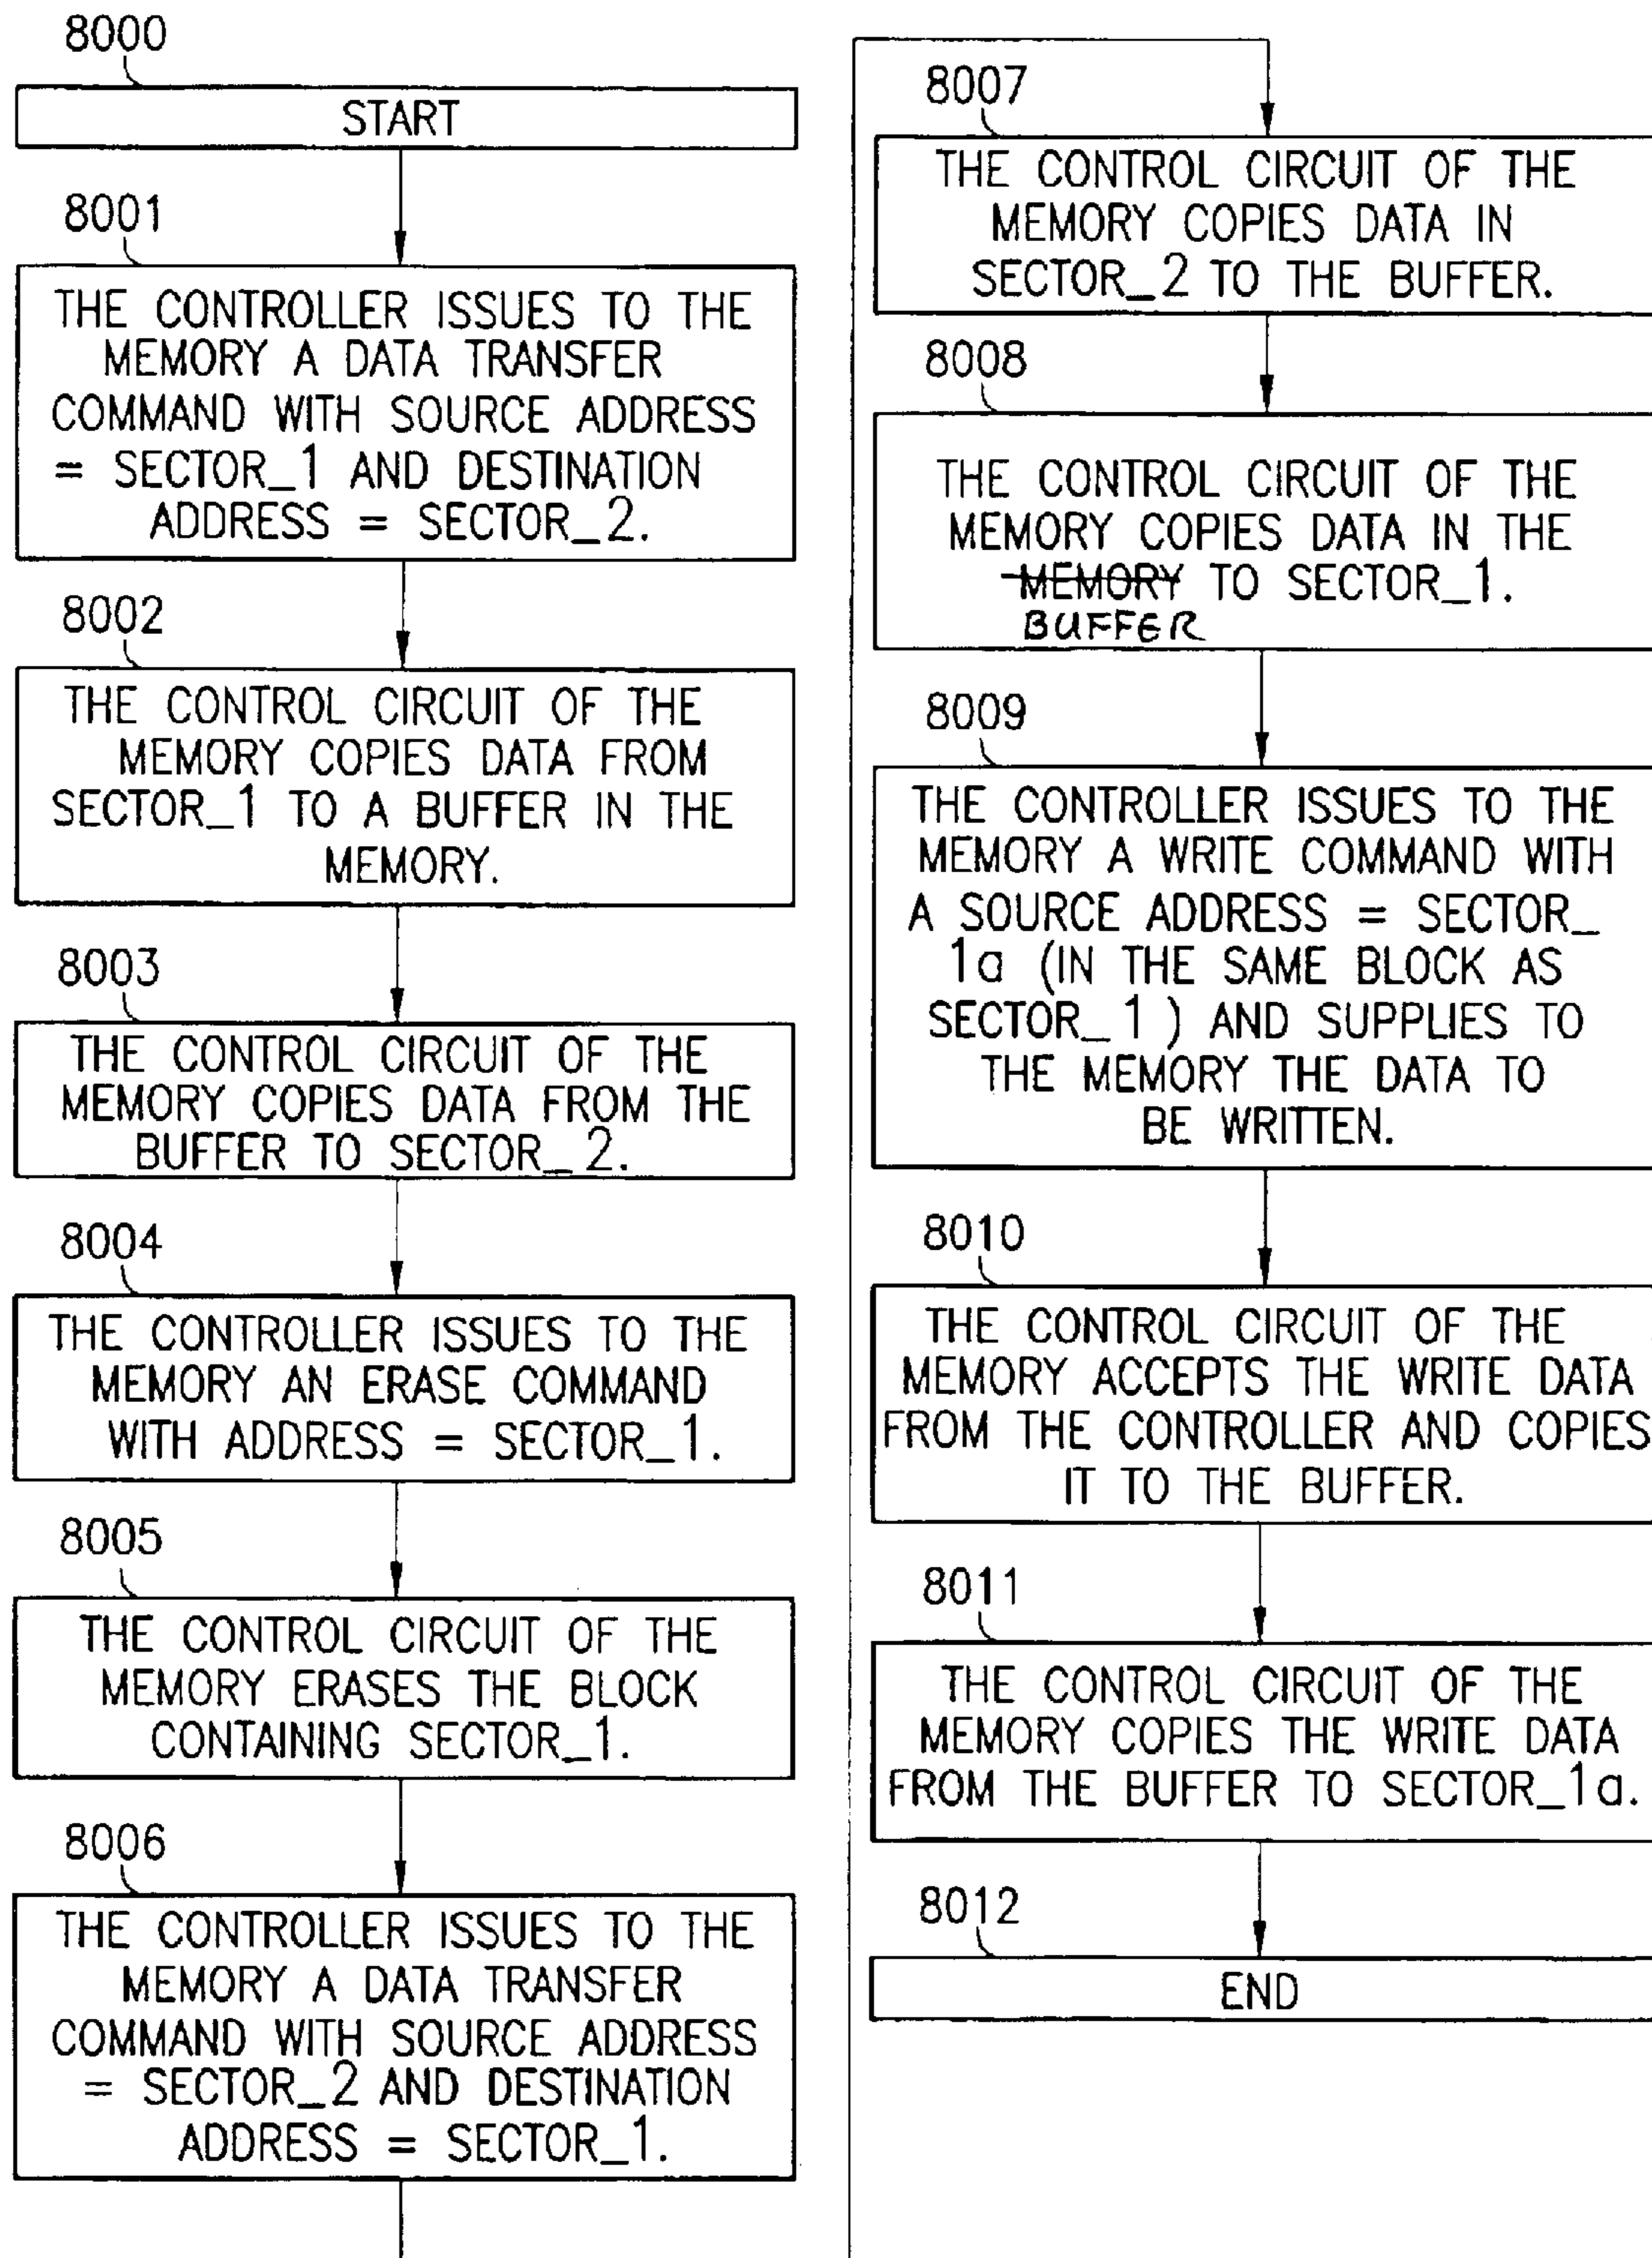 8000
START
8001
THE CONTROLLER ISSUES TO THE
MEMORY A DATA TRANSFER
COMMAND WITH SOURCE ADDRESS
= SECTOR_1 AND DESTINATION
ADDRESS = SECTOR_2.
8002
THE CONTROL CIRCUIT OF THE
MEMORY COPIES DATA FROM
SECTOR_1 TO A BUFFER IN THE
MEMORY.
8003
THE CONTROL CIRCUIT OF THE
MEMORY COPIES DATA FROM THE
BUFFER TO SECTOR_2.
8004
THE CONTROLLER ISSUES TO THE
MEMORY AN ERASE COMMAND
WITH ADDRESS = SECTOR_1.
8005
THE CONTROL CIRCUIT OF THE
MEMORY ERASES THE BLOCK
CONTAINING SECTOR_1.
8006
THE CONTROLLER ISSUES TO THE
MEMORY A DATA TRANSFER
COMMAND WITH SOURCE ADDRESS
= SECTOR_2 AND DESTINATION
ADDRESS = SECTOR_1.
8007
THE CONTROL CIRCUIT OF THE
MEMORY COPIES DATA IN
SECTOR_2 TO THE BUFFER.
8008
THE CONTROL CIRCUIT OF THE
MEMORY COPIES DATA IN THE
MEMORY TO SECTOR_1.
BUFFER
8009
THE CONTROLLER ISSUES TO THE
MEMORY A WRITE COMMAND WITH
A SOURCE ADDRESS = SECTOR_
1a (IN THE SAME BLOCK AS
SECTOR_1) AND SUPPLIES TO
THE MEMORY THE DATA TO
BE WRITTEN.
8010
THE CONTROL CIRCUIT OF THE
MEMORY ACCEPTS THE WRITE DATA
FROM THE CONTROLLER AND COPIES
IT TO THE BUFFER.
8011
THE CONTROL CIRCUIT OF THE
MEMORY COPIES THE WRITE DATA
FROM THE BUFFER TO SECTOR_1a.
8012
END